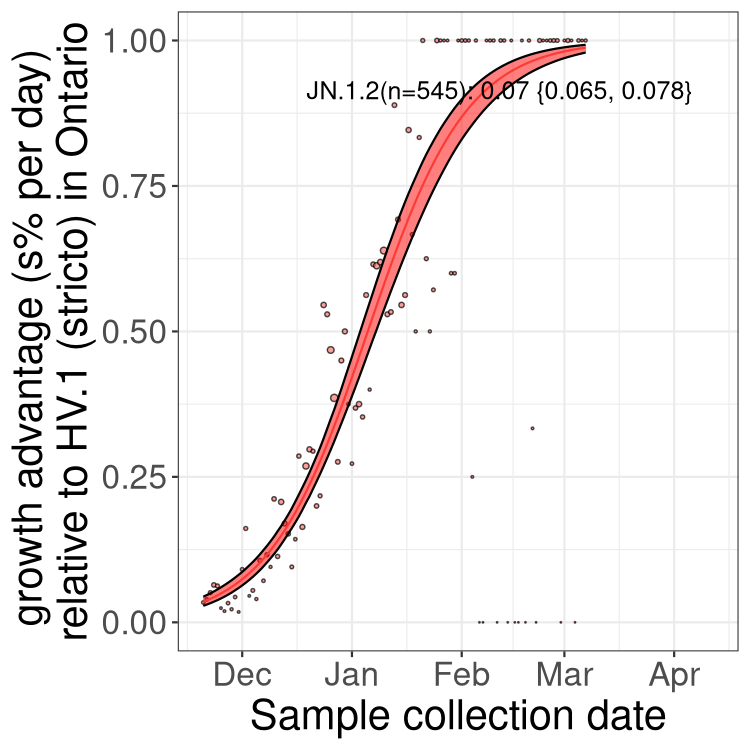 growth advantage (s% per day)
relative to HV.1 (stricto) in Ontario
1.00
0.75
0.50
0.25
0.00
JN.1.2(n=545): 0.07 {0.065, 0.078}
Dec Jan Feb Mar Apr
Sample collection date